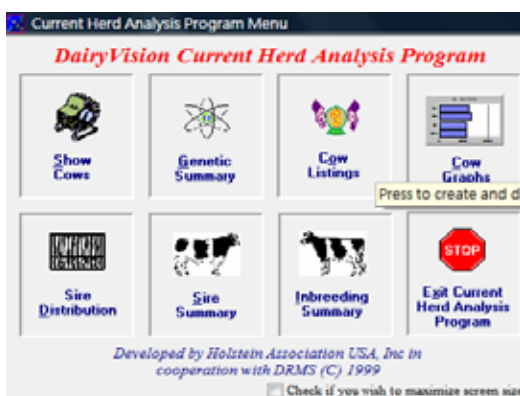 Current Herd Analysis Program Menu
DairyVision Current Herd Analysis Program
Show
Cows
Genetic
Summary
Cow
Listings
Cow
Graphs
Press to create and d
Sire
Distribution
Sire
Summary
Inbreeding
Summary
STOP
Exit Current
Herd Analysis
Program
Developed by Holstein Association USA, Inc in
cooperation with DRMS (C) 1999
Check if you wish to maximize screen size